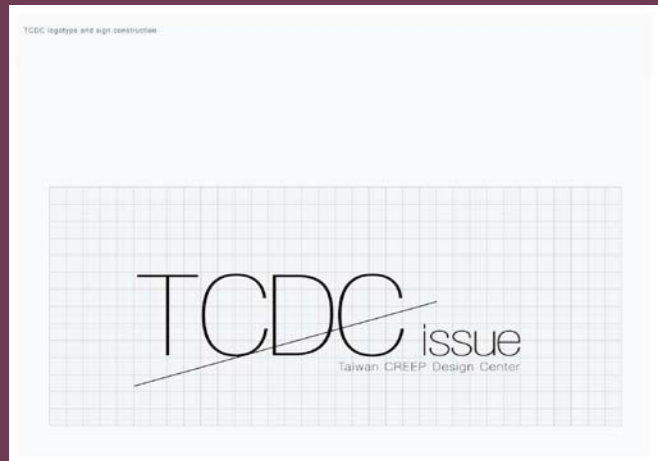 TCDC logotype and sign construction
TCDC issue
Taiwan CREEP Design Center